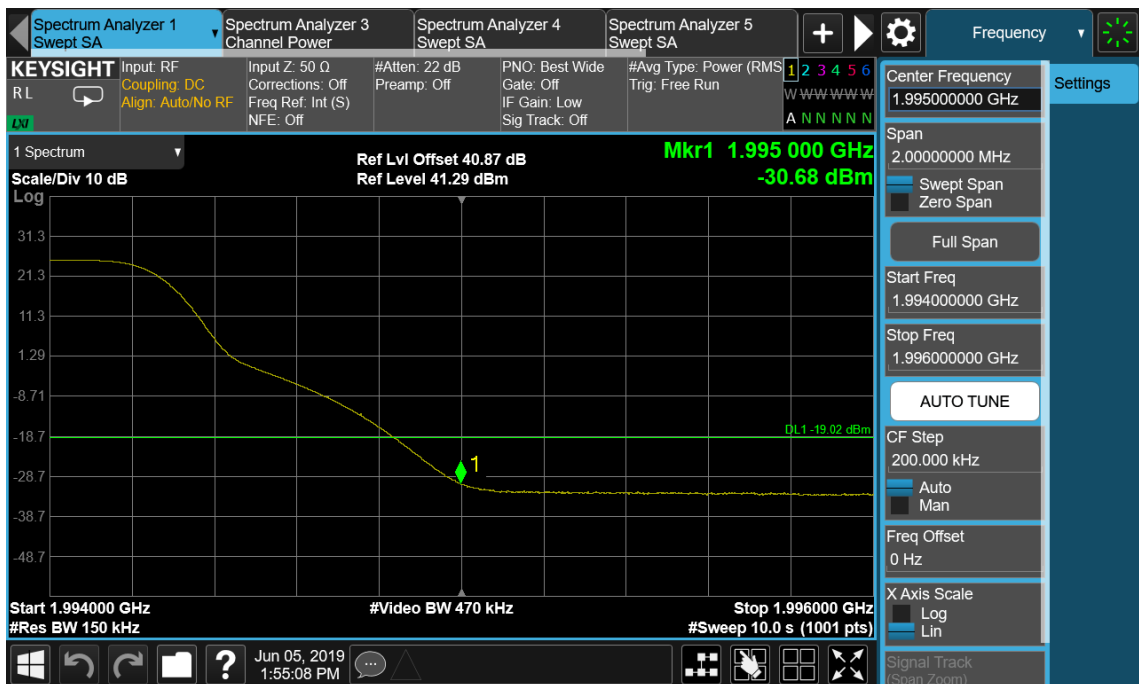 Spectrum Analyzer 1
Swept SA
Spectrum Analyzer 3
Channel Power
Spectrum Analyzer 4
Swept SA
Spectrum Analyzer 5
Swept SA
+
Frequency
KEYSIGHT
RL
LXI
Input: RF
Coupling: DC
Align: Auto/No RF
Input Z: 50 Ω
Corrections: Off
Freq Ref: Int (S)
NFE: Off
#Atten: 22 dB
Preamp: Off
PNO: Best Wide
Gate: Off
IF Gain: Low
Sig Track: Off
#Avg Type: Power (RMS
Trig: Free Run
1 2 3 4 5 6
W W W W W W
A N N N N N
1 Spectrum
Scale/Div 10 dB
Log
Ref Lvl Offset 40.87 dB
Ref Level 41.29 dBm
Mkr1 1.995 000 GHz
-30.68 dBm
31.3
21.3
11.3
1.29
-8.71
-18.7
-28.7
-38.7
-48.7
DL1 -19.02 dBm
1
Start 1.994000 GHz
#Res BW 150 kHz
#Video BW 470 kHz
Stop 1.996000 GHz
#Sweep 10.0 s (1001 pts)
?
Jun 05, 2019
1:55:08 PM
Center Frequency
1.995000000 GHz
Settings
Span
2.00000000 MHz
Swept Span
Zero Span
Full Span
Start Freq
1.994000000 GHz
Stop Freq
1.996000000 GHz
AUTO TUNE
CF Step
200.000 kHz
Auto
Man
Freq Offset
0 Hz
X Axis Scale
Log
Lin
Signal Track
(Span Zoom)